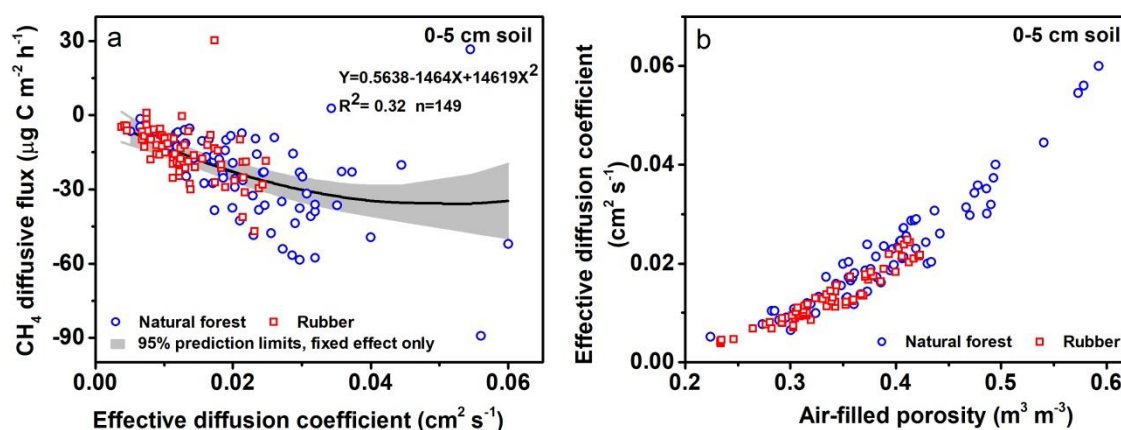 a
0-5 cm soil
Y=0.5638-1464X+14619X²
R²= 0.32 n=149
CH₄ diffusive flux (µg C m⁻² h⁻¹)
30
0
-30
-60
-90
Natural forest
Rubber
95% prediction limits, fixed effect only
0.00
0.02
0.04
0.06
Effective diffusion coefficient (cm² s⁻¹)
b
0-5 cm soil
Effective diffusion coefficient
(cm² s⁻¹)
0.06
0.04
0.02
0.00
Natural forest
Rubber
0.2
0.3
0.4
0.5
0.6
Air-filled porosity (m³ m⁻³)